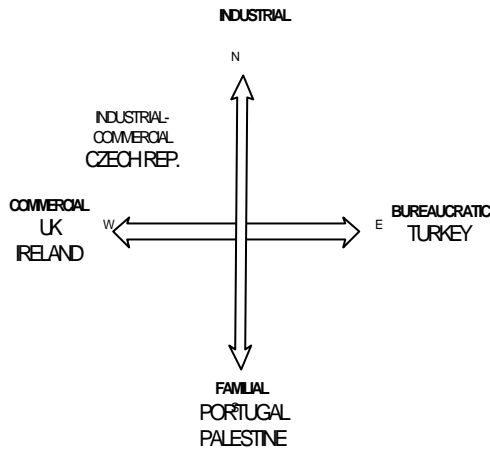 INDUSTRIAL
N
INDUSTRIAL-
COMMERCIAL
CZECH REP.
COMMERCIAL
UK
IRELAND
W
E
BUREAUCRATIC
TURKEY
FAMILIAL
S
PORTUGAL
PALESTINE